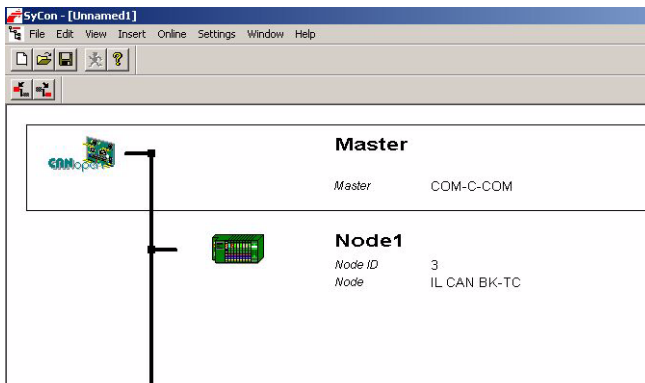 SyCon - [Unnamed1]
File Edit View Insert Online Settings Window Help
CANopen
Master
Master COM-C-COM
Node1
Node ID 3
Node IL CAN BK-TC